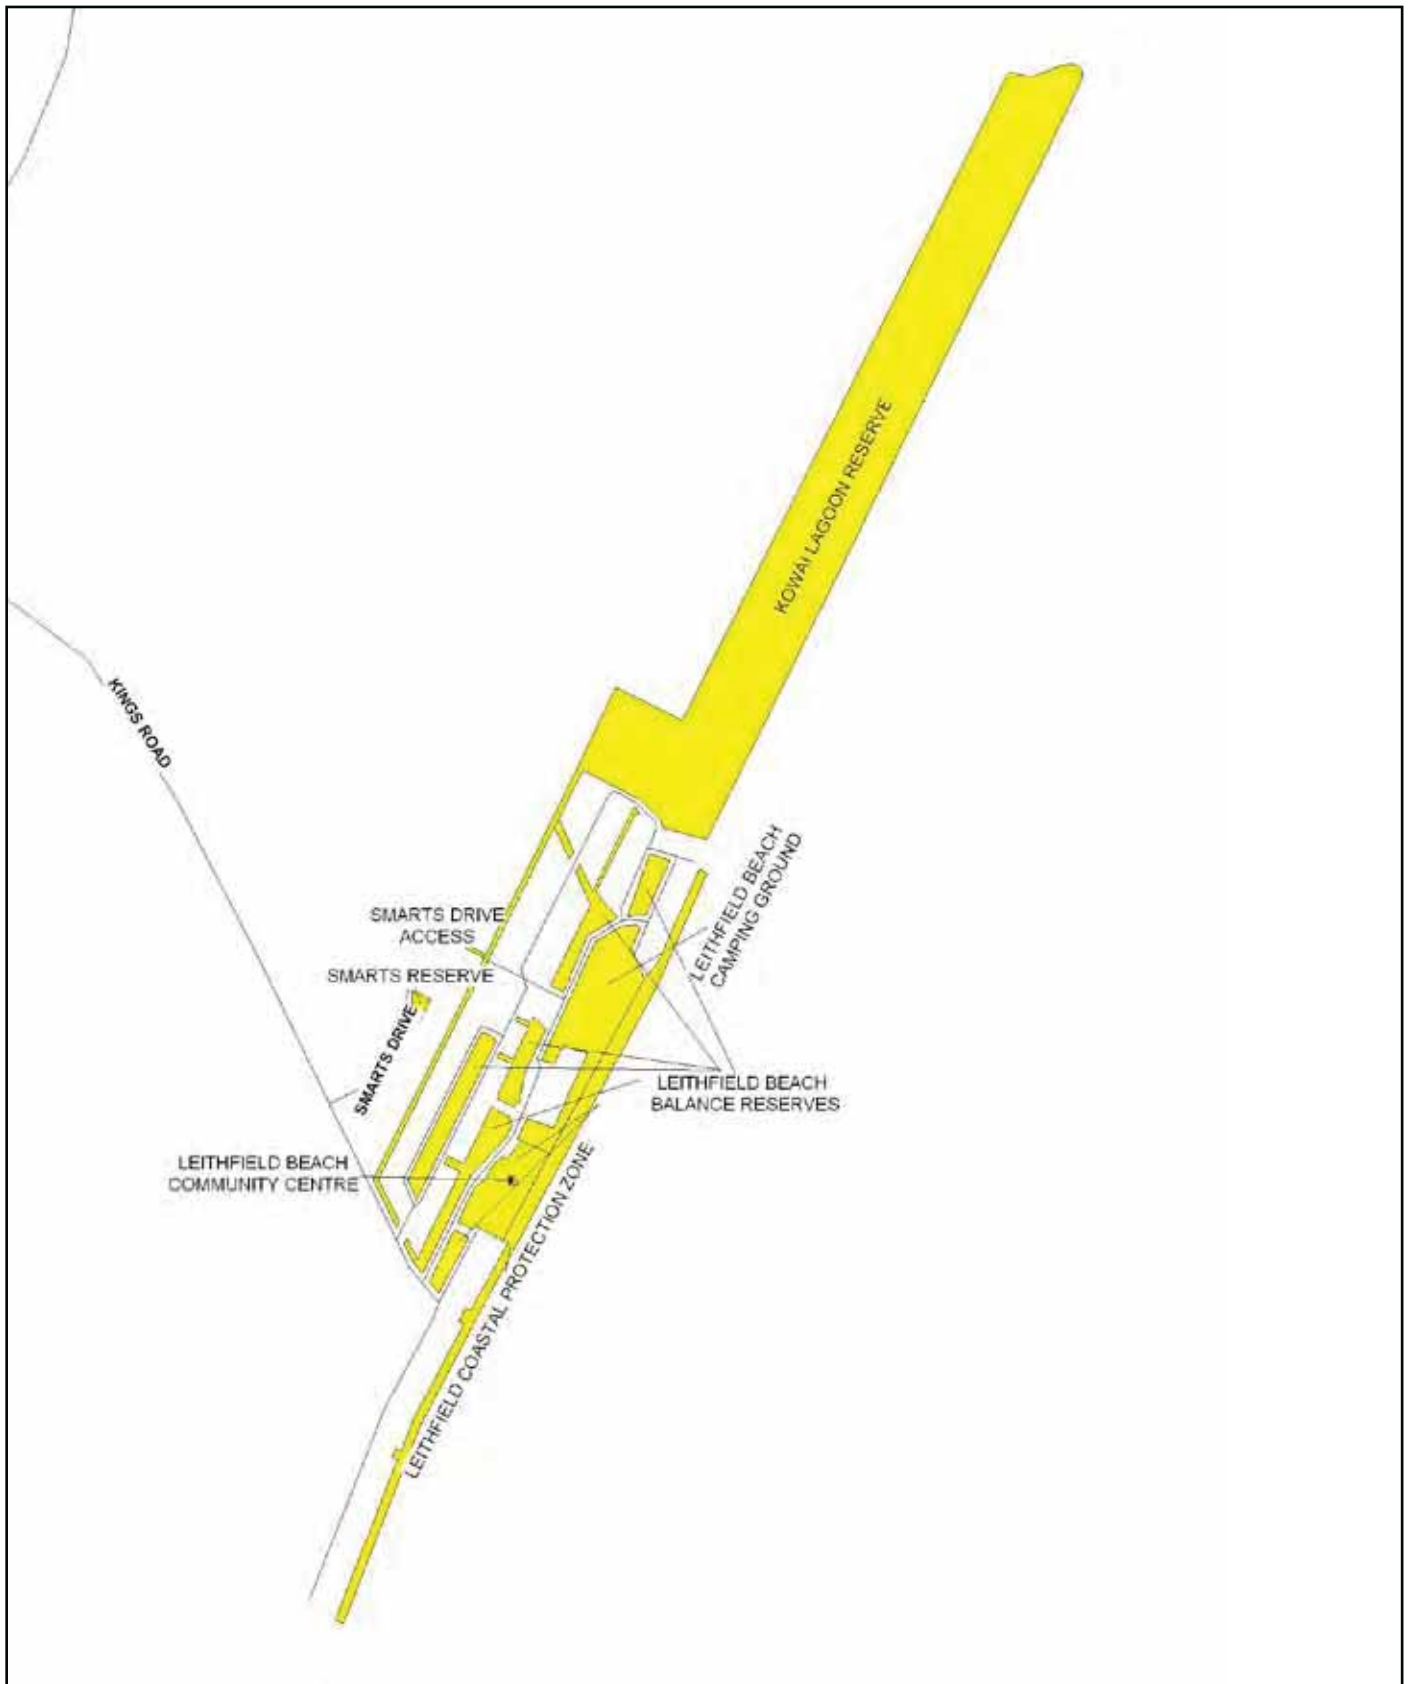 KOWAI LAGOON RESERVE
KINGS ROAD
LEITHFIELD BEACH
CAMPING GROUND
SMARTS DRIVE
ACCESS
SMARTS RESERVE
SMARTS DRIVE
LEITHFIELD BEACH
BALANCE RESERVES
LEITHFIELD BEACH
COMMUNITY CENTRE
LEITHFIELD COASTAL PROTECTION ZONE